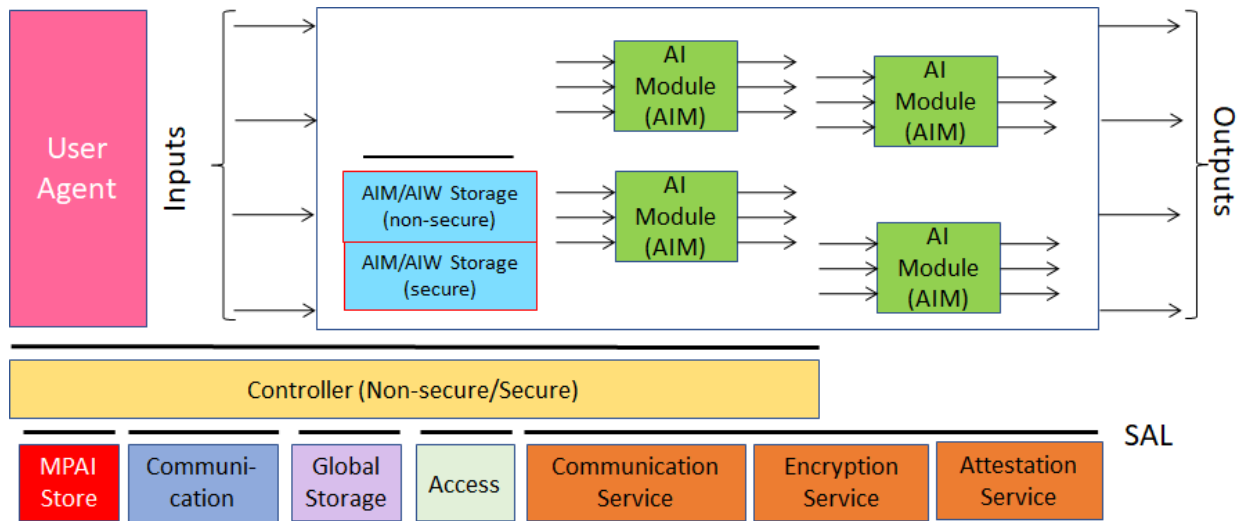 User
Agent
Inputs
AI
Module
(AIM)
AI
Module
(AIM)
AIM/AIW Storage
(non-secure)
AIM/AIW Storage
(secure)
AI
Module
(AIM)
AI
Module
(AIM)
Outputs
Controller (Non-secure/Secure)
SAL
MPAI
Store
Communi-
cation
Global
Storage
Access
Communication
Service
Encryption
Service
Attestation
Service